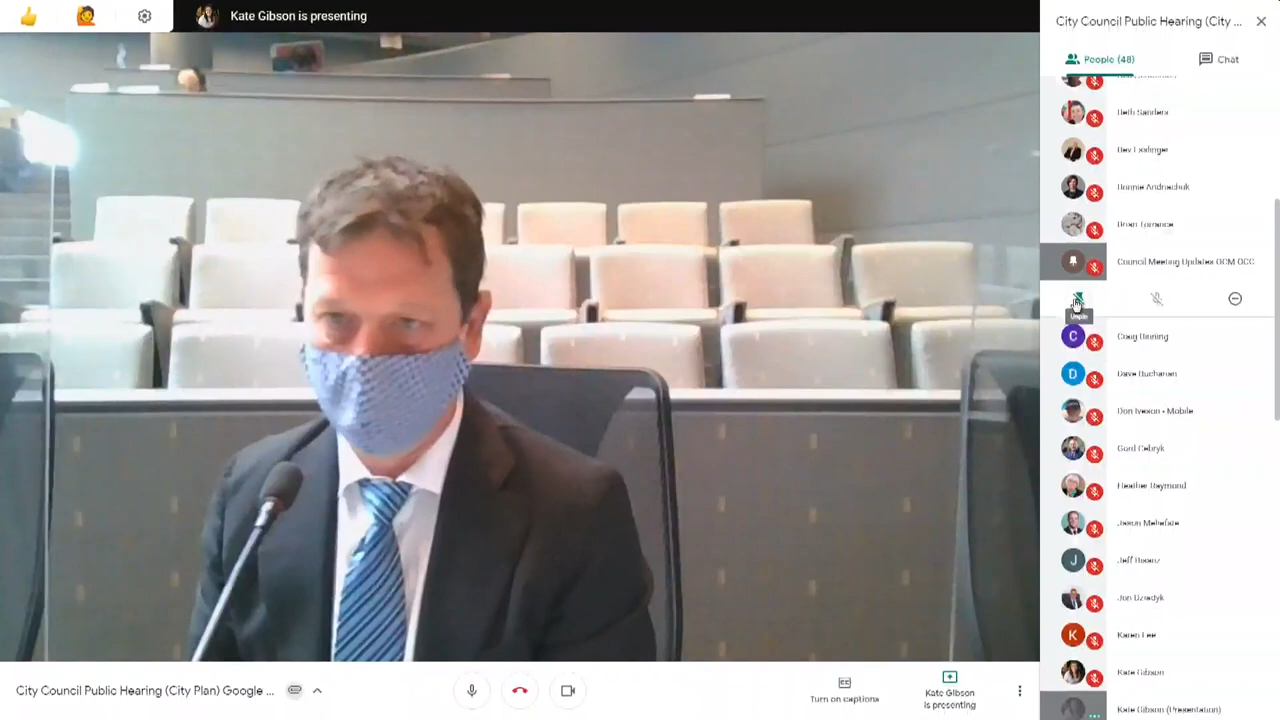 Kate Gibson is presenting
City Council Public Hearing (City ...
People (48)
Chat
Beth Sanders
Bev Esslinger
Bonnie Andriachuk
Brian Torrance
Council Meeting Updates OCM OCC
Unpin
C
Craig
D
Dave Buchanan
Don Iveson - Mobile
Gord Cebryk
Heather Raymond
Jason Meliefste
J
Jeff
Jon Dziadyk
K
Karen Lee
Kate Gibson
Kate Gibson (Presentation)
City Council Public Hearing (City Plan) Google ...
Turn on captions
Kate Gibson
is presenting